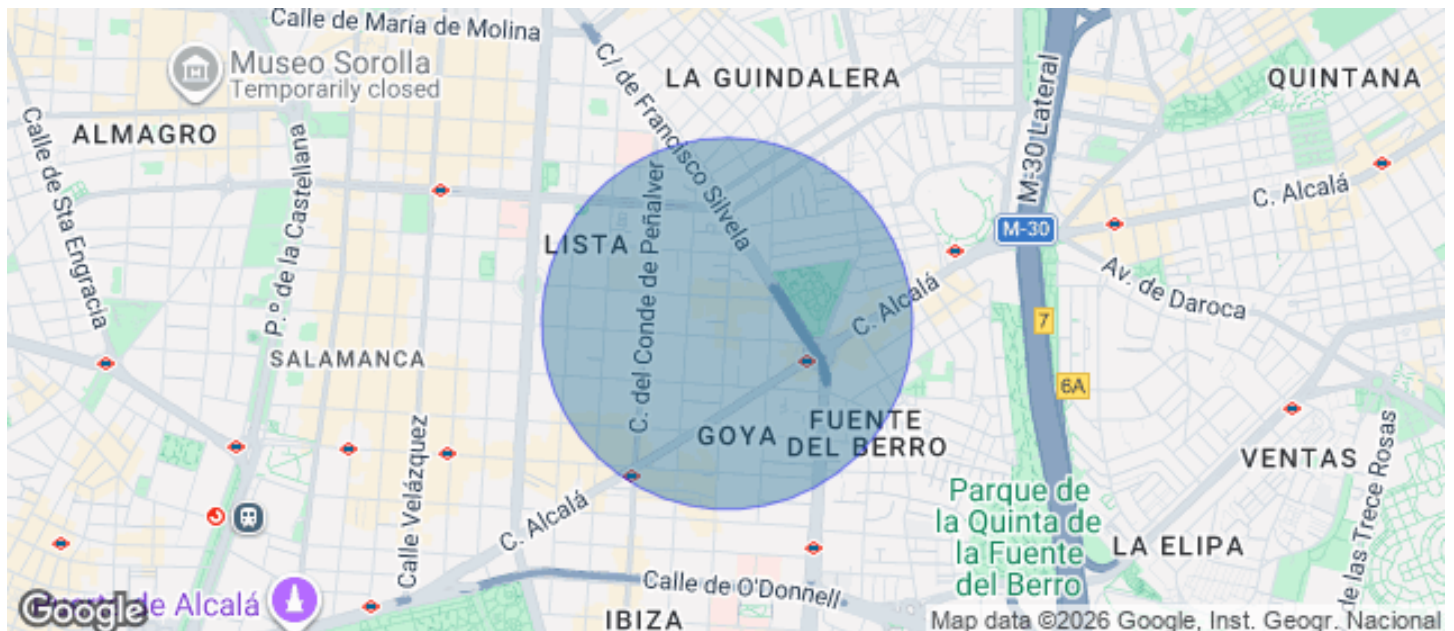 Calle de María de Molina
Museo Sorolla
Temporarily closed
C/ de Francisco Silvela
LA GUINDALERA
QUINTANA
ALMAGRO
Calle de Sta Engracia
P.º de la Castellana
M-30 Lateral
C. Alcalá
M-30
LISTA
C. del Conde de Peñalver
Av. de Daroca
C. Alcalá
7
SALAMANCA
6A
Calle Velázquez
GOYA
FUENTE
DEL BERRO
VENTAS
Parque de
la Quinta de
la Fuente
del Berro
de las Trece Rosas
C. Alcalá
LA ELIPA
Calle de O'Donnell
de Alcalá
IBIZA
Google
Map data ©2026 Google, Inst. Geogr. Nacional